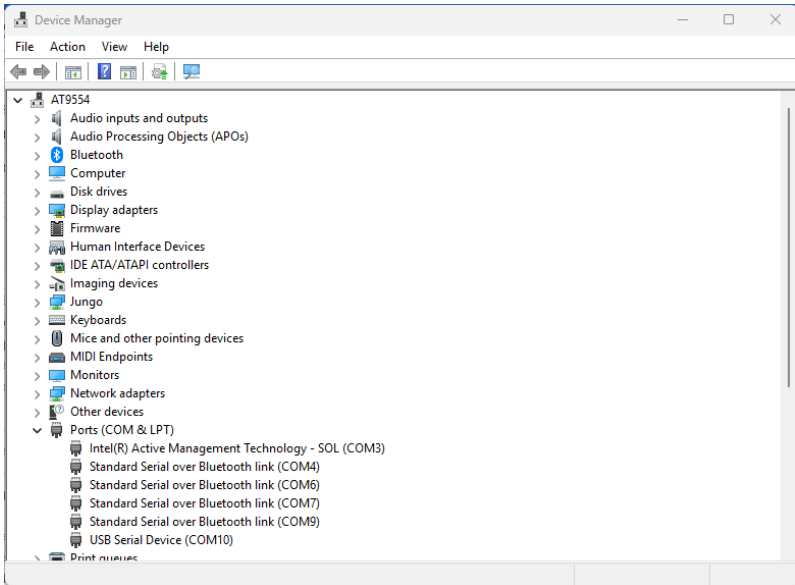 Device Manager
File Action View Help
AT9554
Audio inputs and outputs
Audio Processing Objects (APOs)
Bluetooth
Computer
Disk drives
Display adapters
Firmware
Human Interface Devices
IDE ATA/ATAPI controllers
Imaging devices
Jungo
Keyboards
Mice and other pointing devices
MIDI Endpoints
Monitors
Network adapters
Other devices
Ports (COM & LPT)
Intel(R) Active Management Technology - SOL (COM3)
Standard Serial over Bluetooth link (COM4)
Standard Serial over Bluetooth link (COM6)
Standard Serial over Bluetooth link (COM7)
Standard Serial over Bluetooth link (COM9)
USB Serial Device (COM10)
Print queues